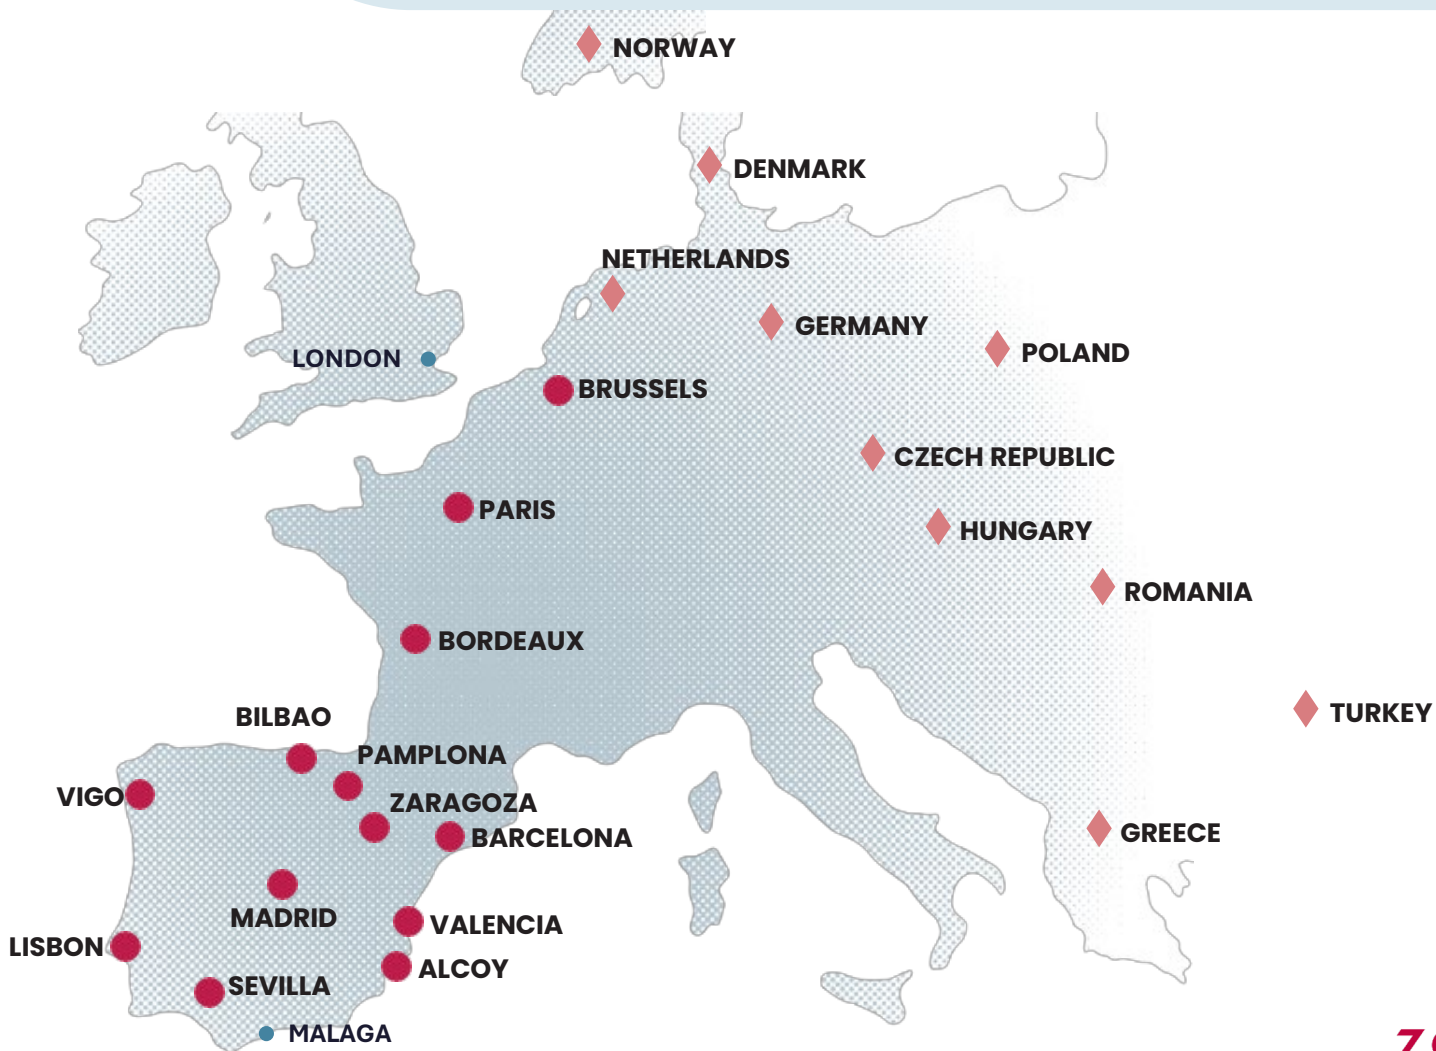 NORWAY
DENMARK
NETHERLANDS
GERMANY
POLAND
LONDON
BRUSSELS
CZECH REPUBLIC
PARIS
HUNGARY
ROMANIA
BORDEAUX
TURKEY
BILBAO
PAMPLONA
VIGO
ZARAGOZA
BARCELONA
GREECE
MADRID
VALENCIA
LISBON
ALCOY
SEVILLA
MALAGA